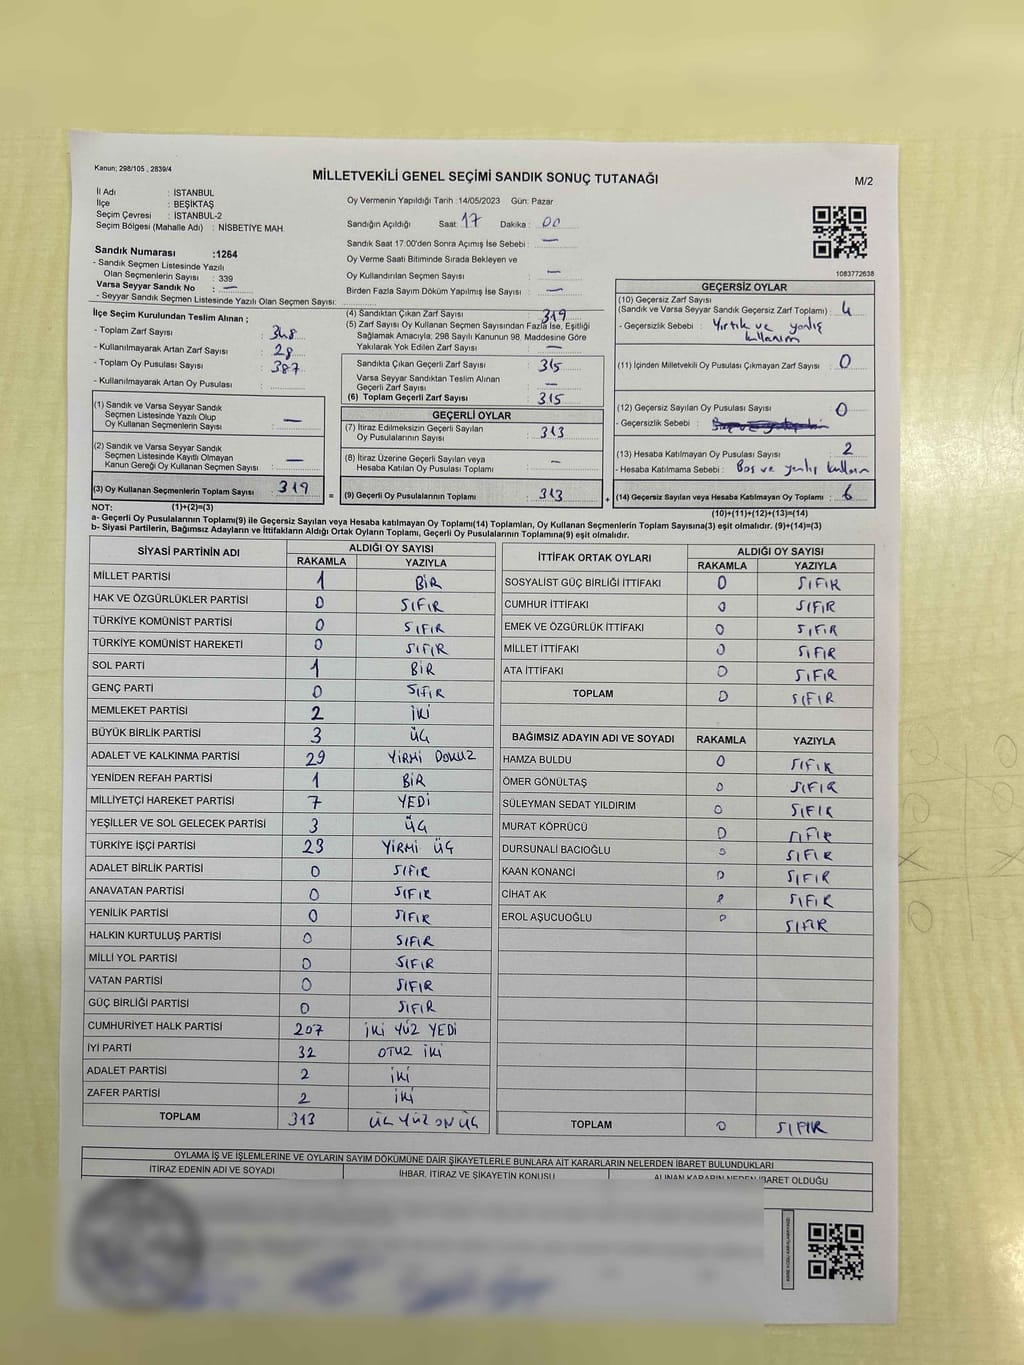 Kanun; 298/105 , 2839/4
MİLLETVEKİLİ GENEL SEÇİMİ SANDIK SONUÇ TUTANAĞI
M/2
İl Adı : İSTANBUL
İlçe : BEŞİKTAŞ
Seçim Çevresi : İSTANBUL-2
Seçim Bölgesi (Mahalle Adı) : NİSBETİYE MAH.
Sandık Numarası :1264
- Sandık Seçmen Listesinde Yazılı
Olan Seçmenlerin Sayısı : 339
Varsa Seyyar Sandık No : —
- Seyyar Sandık Seçmen Listesinde Yazılı Olan Seçmen Sayısı:
Oy Vermenin Yapıldığı Tarih :14/05/2023 Gün: Pazar
Sandığın Açıldığı Saat: 17 Dakika : 00
Sandık Saat 17:00'den Sonra Açımış İse Sebebi : —
Oy Verme Saati Bitiminde Sırada Bekleyen ve
Oy Kullandırılan Seçmen Sayısı : —
Birden Fazla Sayım Döküm Yapılmış İse Sayısı : —
1083772638
İlçe Seçim Kurulundan Teslim Alınan ;
- Toplam Zarf Sayısı : 348
- Kullanılmayarak Artan Zarf Sayısı : 28
- Toplam Oy Pusulası Sayısı : 387
- Kullanılmayarak Artan Oy Pusulası :
(1) Sandık ve Varsa Seyyar Sandık
Seçmen Listesinde Yazılı Olup
Oy Kullanan Seçmenlerin Sayısı : —
(2) Sandık ve Varsa Seyyar Sandık
Seçmen Listesinde Kayıtlı Olmayan
Kanun Gereği Oy Kullanan Seçmen Sayısı : —
(3) Oy Kullanan Seçmenlerin Toplam Sayısı : 319
(1)+(2)=(3)
(4) Sandıktan Çıkan Zarf Sayısı : 319
(5) Zarf Sayısı Oy Kullanan Seçmen Sayısından Fazla İse, Eşitliği
Sağlamak Amacıyla; 298 Sayılı Kanunun 98. Maddesine Göre
Yakılarak Yok Edilen Zarf Sayısı : —
Sandıkta Çıkan Geçerli Zarf Sayısı : 315
Varsa Seyyar Sandıktan Teslim Alınan
Geçerli Zarf Sayısı : —
(6) Toplam Geçerli Zarf Sayısı : 315
GEÇERLİ OYLAR
(7) İtiraz Edilmeksizin Geçerli Sayılan
Oy Pusulalarının Sayısı : 313
(8) İtiraz Üzerine Geçerli Sayılan veya
Hesaba Katılan Oy Pusulası Toplamı : —
= (9) Geçerli Oy Pusulalarının Toplamı : 313 +
GEÇERSİZ OYLAR
(10) Geçersiz Zarf Sayısı
(Sandık ve Varsa Seyyar Sandık Geçersiz Zarf Toplamı) : 4
- Geçersizlik Sebebi : Yırtık ve yanlış
kullanım
(11) İçinden Milletvekili Oy Pusulası Çıkmayan Zarf Sayısı : 0
(12) Geçersiz Sayılan Oy Pusulası Sayısı : 0
- Geçersizlik Sebebi :
(13) Hesaba Katılmayan Oy Pusulası Sayısı : 2
- Hesaba Katılmama Sebebi : Boş ve yanlış kullanım
(14) Geçersiz Sayılan veya Hesaba Katılmayan Oy Toplamı : 6
(10)+(11)+(12)+(13)=(14)
NOT:
a- Geçerli Oy Pusulalarının Toplamı(9) ile Geçersiz Sayılan veya Hesaba katılmayan Oy Toplamı(14) Toplamları, Oy Kullanan Seçmenlerin Toplam Sayısına(3) eşit olmalıdır. (9)+(14)=(3)
b- Siyasi Partilerin, Bağımsız Adayların ve İttifakların Aldığı Ortak Oyların Toplamı, Geçerli Oy Pusulalarının Toplamına(9) eşit olmalıdır.
SİYASİ PARTİNİN ADI ALDIĞI OY SAYISI
RAKAMLA YAZIYLA
MİLLET PARTİSİ 1 BİR
HAK VE ÖZGÜRLÜKLER PARTİSİ 0 SIFIR
TÜRKİYE KOMÜNİST PARTİSİ 0 SIFIR
TÜRKİYE KOMÜNİST HAREKETİ 0 SIFIR
SOL PARTİ 1 BİR
GENÇ PARTİ 0 SIFIR
MEMLEKET PARTİSİ 2 İKİ
BÜYÜK BİRLİK PARTİSİ 3 ÜÇ
ADALET VE KALKINMA PARTİSİ 29 YİRMİ DOKUZ
YENİDEN REFAH PARTİSİ 1 BİR
MİLLİYETÇİ HAREKET PARTİSİ 7 YEDİ
YEŞİLLER VE SOL GELECEK PARTİSİ 3 ÜÇ
TÜRKİYE İŞÇİ PARTİSİ 23 YİRMİ ÜÇ
ADALET BİRLİK PARTİSİ 0 SIFIR
ANAVATAN PARTİSİ 0 SIFIR
YENİLİK PARTİSİ 0 SIFIR
HALKIN KURTULUŞ PARTİSİ 0 SIFIR
MİLLİ YOL PARTİSİ 0 SIFIR
VATAN PARTİSİ 0 SIFIR
GÜÇ BİRLİĞİ PARTİSİ 0 SIFIR
CUMHURİYET HALK PARTİSİ 207 İKİ YÜZ YEDİ
İYİ PARTİ 32 OTUZ İKİ
ADALET PARTİSİ 2 İKİ
ZAFER PARTİSİ 2 İKİ
TOPLAM 313 ÜÇ YÜZ ON ÜÇ
İTTİFAK ORTAK OYLARI ALDIĞI OY SAYISI
RAKAMLA YAZIYLA
SOSYALİST GÜÇ BİRLİĞİ İTTİFAKI 0 SIFIR
CUMHUR İTTİFAKI 0 SIFIR
EMEK VE ÖZGÜRLÜK İTTİFAKI 0 SIFIR
MİLLET İTTİFAKI 0 SIFIR
ATA İTTİFAKI 0 SIFIR
TOPLAM 0 SIFIR
BAĞIMSIZ ADAYIN ADI VE SOYADI RAKAMLA YAZIYLA
HAMZA BULDU 0 SIFIR
ÖMER GÖNÜLTAŞ 0 SIFIR
SÜLEYMAN SEDAT YILDIRIM 0 SIFIR
MURAT KÖPRÜCÜ 0 SIFIR
DURSUNALİ BACIOĞLU 0 SIFIR
KAAN KONANCİ 0 SIFIR
CİHAT AK 0 SIFIR
EROL AŞUCUOĞLU 0 SIFIR
TOPLAM 0 SIFIR
OYLAMA İŞ VE İŞLEMLERİNE VE OYLARIN SAYIM DÖKÜMÜNE DAİR ŞİKAYETLERLE BUNLARA AİT KARARLARIN NELERDEN İBARET BULUNDUKLARI
İTİRAZ EDENİN ADI VE SOYADI
İHBAR, İTİRAZ VE ŞİKAYETİN KONUSU
ALINAN KARARIN NEDEN İBARET OLDUĞU